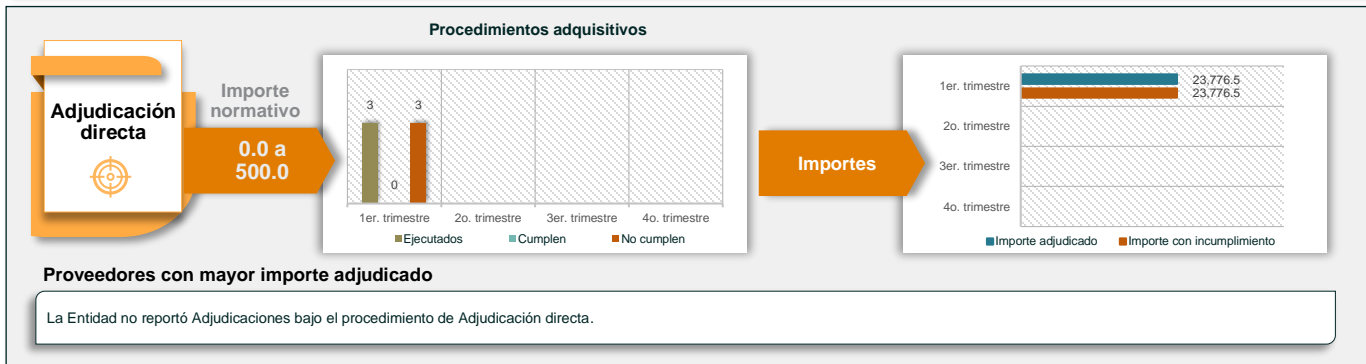 Procedimientos adquisitivos
Adjudicación
directa
Importe
normativo
0.0 a
500.0
3
0
3
1er. trimestre
2o. trimestre
3er. trimestre
4o. trimestre
Ejecutados
Cumplen
No cumplen
Importes
1er. trimestre
2o. trimestre
3er. trimestre
4o. trimestre
23,776.5
23,776.5
Importe adjudicado
Importe con incumplimiento
Proveedores con mayor importe adjudicado
La Entidad no reportó Adjudicaciones bajo el procedimiento de Adjudicación directa.